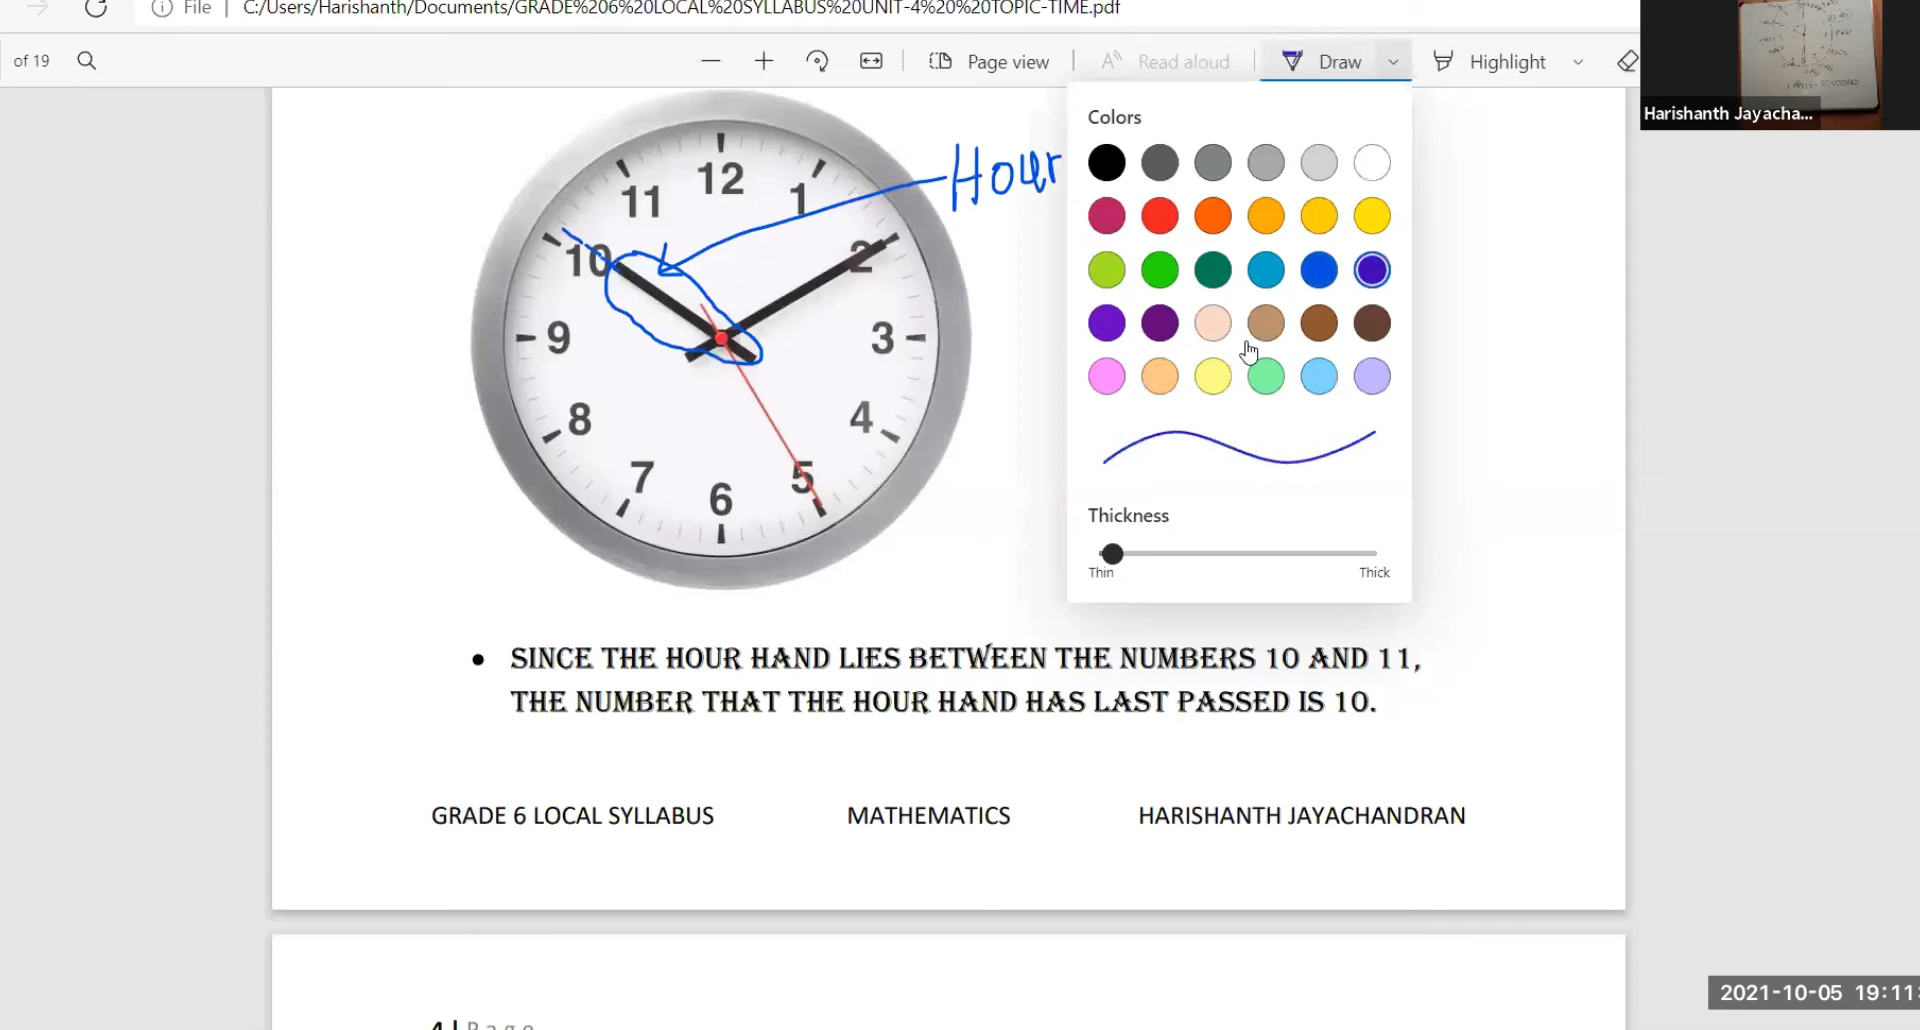 File | C:/Users/Harishanth/Documents/GRADE%206%20LOCAL%20SYLLABUS%20UNIT-4%20%20TOPIC-TIME.pdf
of 19
Page view
Read aloud
Draw
Highlight
Harishanth Jayacha...
Colors
Hour
12
11
1
10
2
9
3
8
4
7
5
6
Thickness
Thin
Thick
• SINCE THE HOUR HAND LIES BETWEEN THE NUMBERS 10 AND 11,
THE NUMBER THAT THE HOUR HAND HAS LAST PASSED IS 10.
GRADE 6 LOCAL SYLLABUS MATHEMATICS HARISHANTH JAYACHANDRAN
2021-10-05 19:11:
4 | Page